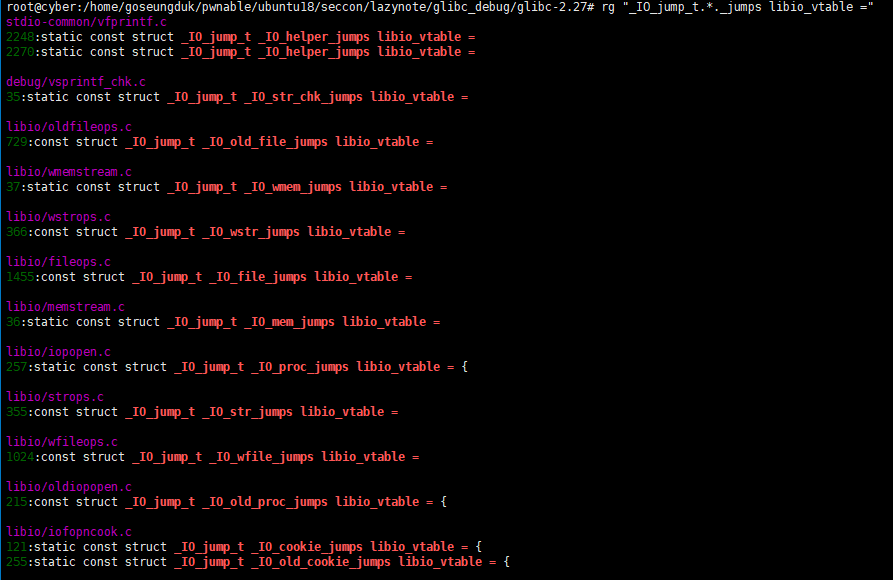 root@cyber:/home/goseungduk/pwnable/ubuntu18/seccon/lazynote/glibc_debug/glibc-2.27# rg "_IO_jump_t.*._jumps libio_vtable ="
stdio-common/vfprintf.c
2248:static const struct _IO_jump_t _IO_helper_jumps libio_vtable =
2270:static const struct _IO_jump_t _IO_helper_jumps libio_vtable =
debug/vsprintf_chk.c
35:static const struct _IO_jump_t _IO_str_chk_jumps libio_vtable =
libio/oldfileops.c
729:const struct _IO_jump_t _IO_old_file_jumps libio_vtable =
libio/wmemstream.c
37:static const struct _IO_jump_t _IO_wmem_jumps libio_vtable =
libio/wstrops.c
366:const struct _IO_jump_t _IO_wstr_jumps libio_vtable =
libio/fileops.c
1455:const struct _IO_jump_t _IO_file_jumps libio_vtable =
libio/memstream.c
36:static const struct _IO_jump_t _IO_mem_jumps libio_vtable =
libio/iopopen.c
257:static const struct _IO_jump_t _IO_proc_jumps libio_vtable = {
libio/strops.c
355:const struct _IO_jump_t _IO_str_jumps libio_vtable =
libio/wfileops.c
1024:const struct _IO_jump_t _IO_wfile_jumps libio_vtable =
libio/oldiopopen.c
215:const struct _IO_jump_t _IO_old_proc_jumps libio_vtable = {
libio/iofopncook.c
121:static const struct _IO_jump_t _IO_cookie_jumps libio_vtable = {
255:static const struct _IO_jump_t _IO_old_cookie_jumps libio_vtable = {